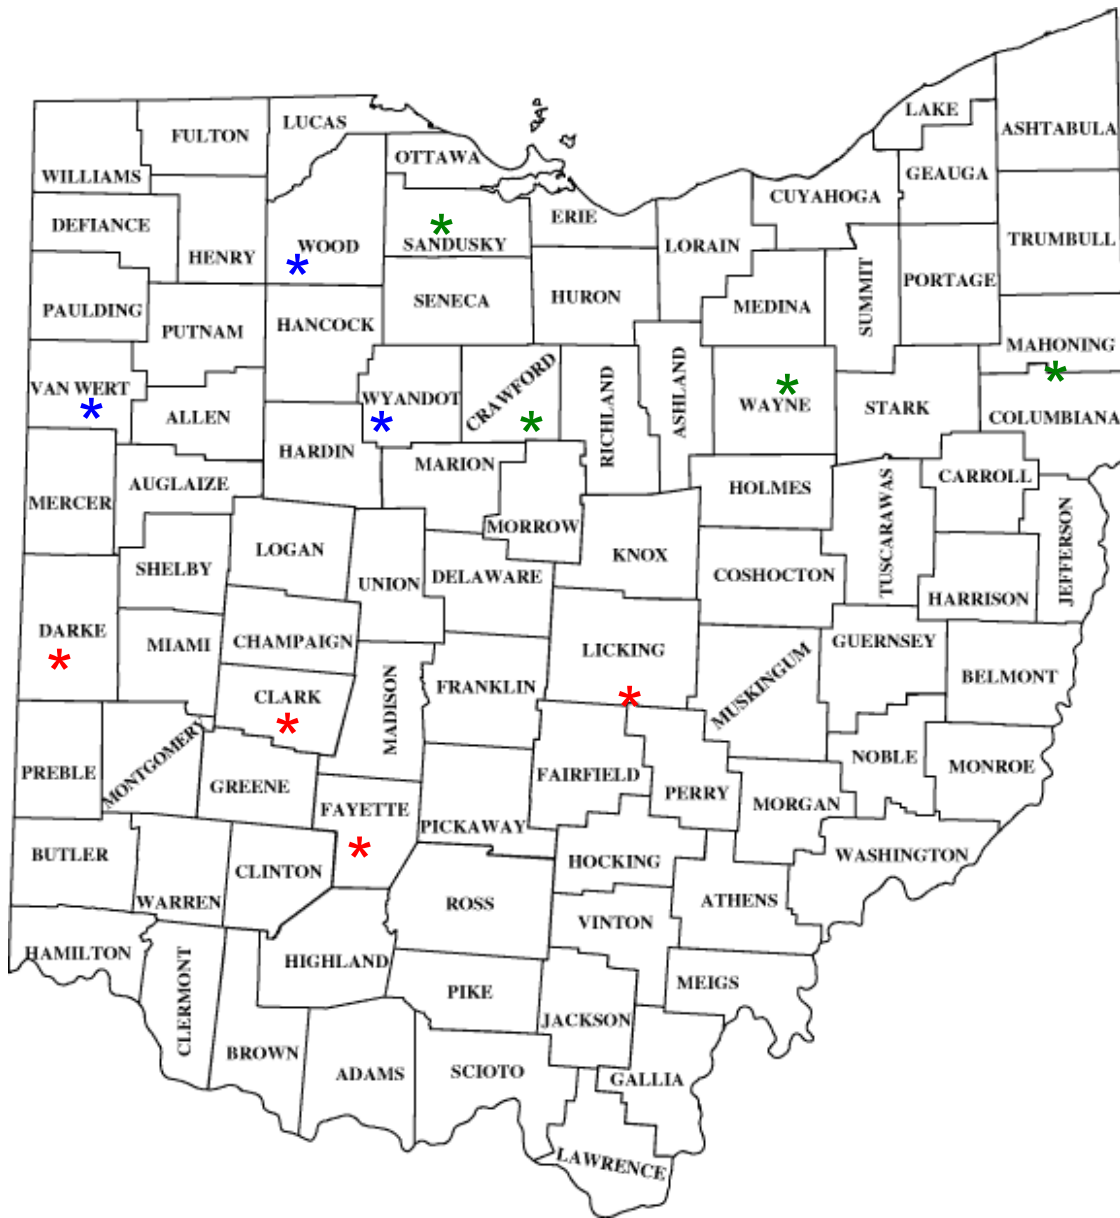 LAKE
ASHTABULA
LUCAS
FULTON
OTTAWA
GEAUGA
WILLIAMS
CUYAHOGA
ERIE
DEFIANCE
TRUMBULL
WOOD
SANDUSKY
LORAIN
HENRY
PORTAGE
SENECA
HURON
MEDINA
SUMMIT
PAULDING
HANCOCK
PUTNAM
MAHONING
VAN WERT
WYANDOT
CRAWFORD
RICHLAND
ASHLAND
WAYNE
STARK
COLUMBIANA
ALLEN
HARDIN
MARION
CARROLL
AUGLAIZE
HOLMES
MERCER
TUSCARAWAS
JEFFERSON
MORROW
LOGAN
KNOX
SHELBY
UNION
DELAWARE
COSHOCTON
HARRISON
DARKE
MIAMI
CHAMPAIGN
LICKING
GUERNSEY
BELMONT
CLARK
MADISON
FRANKLIN
MUSKINGUM
NOBLE
MONROE
PREBLE
MONTGOMERY
GREENE
FAIRFIELD
PERRY
MORGAN
FAYETTE
PICKAWAY
BUTLER
HOCKING
WASHINGTON
CLINTON
WARREN
ROSS
ATHENS
VINTON
HAMILTON
HIGHLAND
CLERMONT
MEIGS
PIKE
JACKSON
BROWN
ADAMS
SCIOTO
GALLIA
LAWRENCE